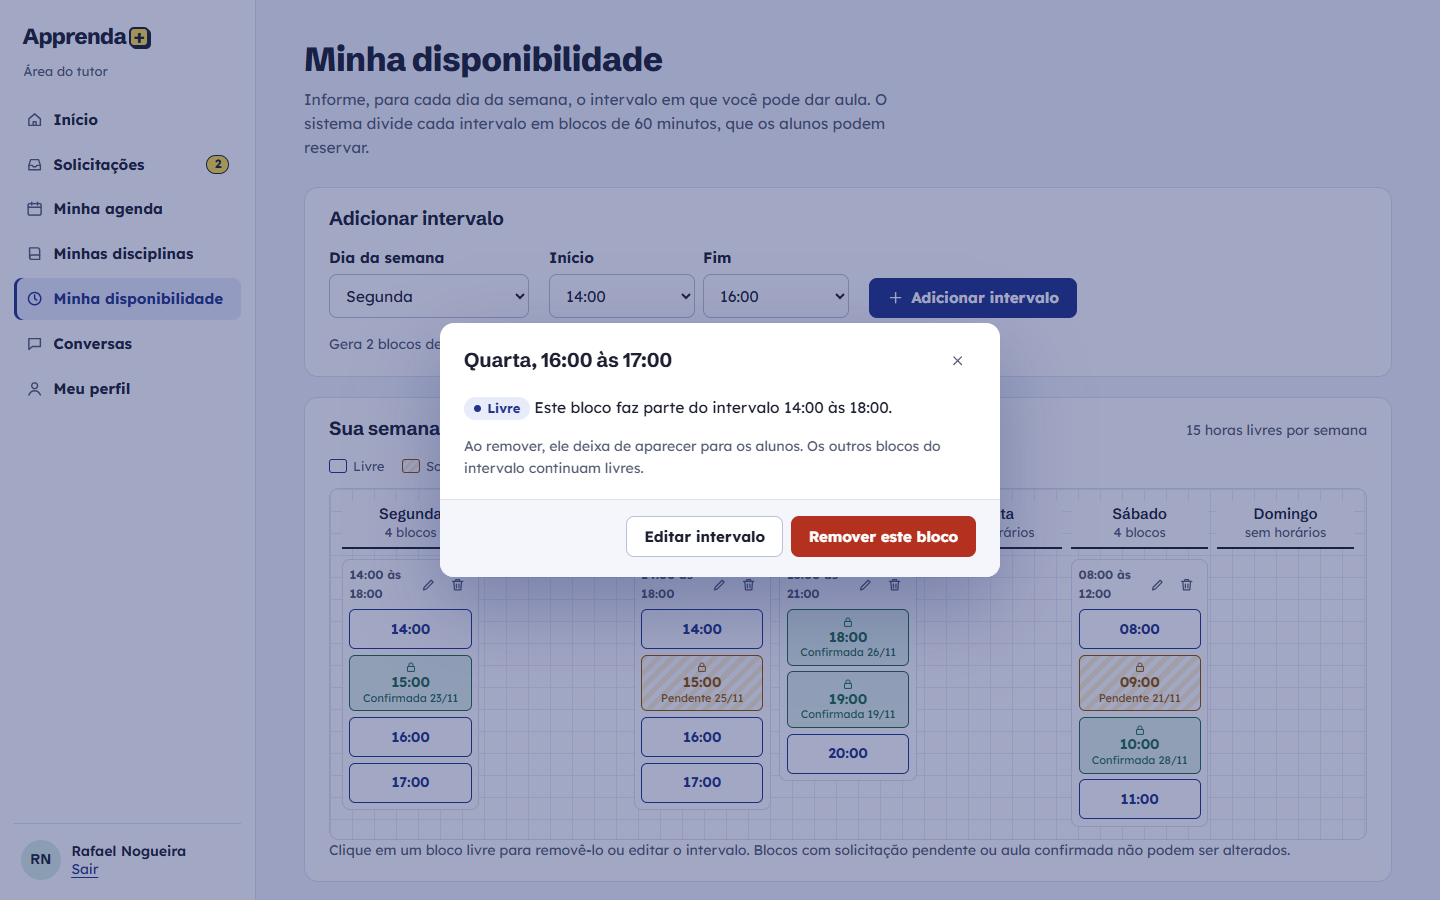 Apprenda+
Área do tutor
Início
Solicitações 2
Minha agenda
Minhas disciplinas
Minha disponibilidade
Conversas
Meu perfil
RN
Rafael Nogueira
Sair
Minha disponibilidade
Informe, para cada dia da semana, o intervalo em que você pode dar aula. O
sistema divide cada intervalo em blocos de 60 minutos, que os alunos podem
reservar.
Adicionar intervalo
Dia da semana Início Fim
Segunda 14:00 16:00 + Adicionar intervalo
Gera 2 blocos de
Quarta, 16:00 às 17:00
Livre Este bloco faz parte do intervalo 14:00 às 18:00.
Ao remover, ele deixa de aparecer para os alunos. Os outros blocos do
intervalo continuam livres.
Editar intervalo Remover este bloco
Sua semana
15 horas livres por semana
Livre
Segunda
4 blocos
Sábado
4 blocos
Domingo
sem horários
14:00 às
18:00
14:00
15:00
Confirmada 23/11
16:00
17:00
18:00
14:00
15:00
Pendente 25/11
16:00
17:00
21:00
18:00
Confirmada 26/11
19:00
Confirmada 19/11
20:00
08:00 às
12:00
08:00
09:00
Pendente 21/11
10:00
Confirmada 28/11
11:00
Clique em um bloco livre para removê-lo ou editar o intervalo. Blocos com solicitação pendente ou aula confirmada não podem ser alterados.